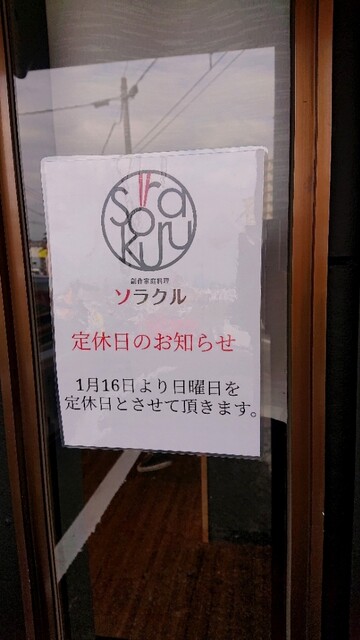 Sorakuru
創作家庭料理
ソラクル
定休日のお知らせ
1月16日より日曜日を
定休日とさせて頂きます。